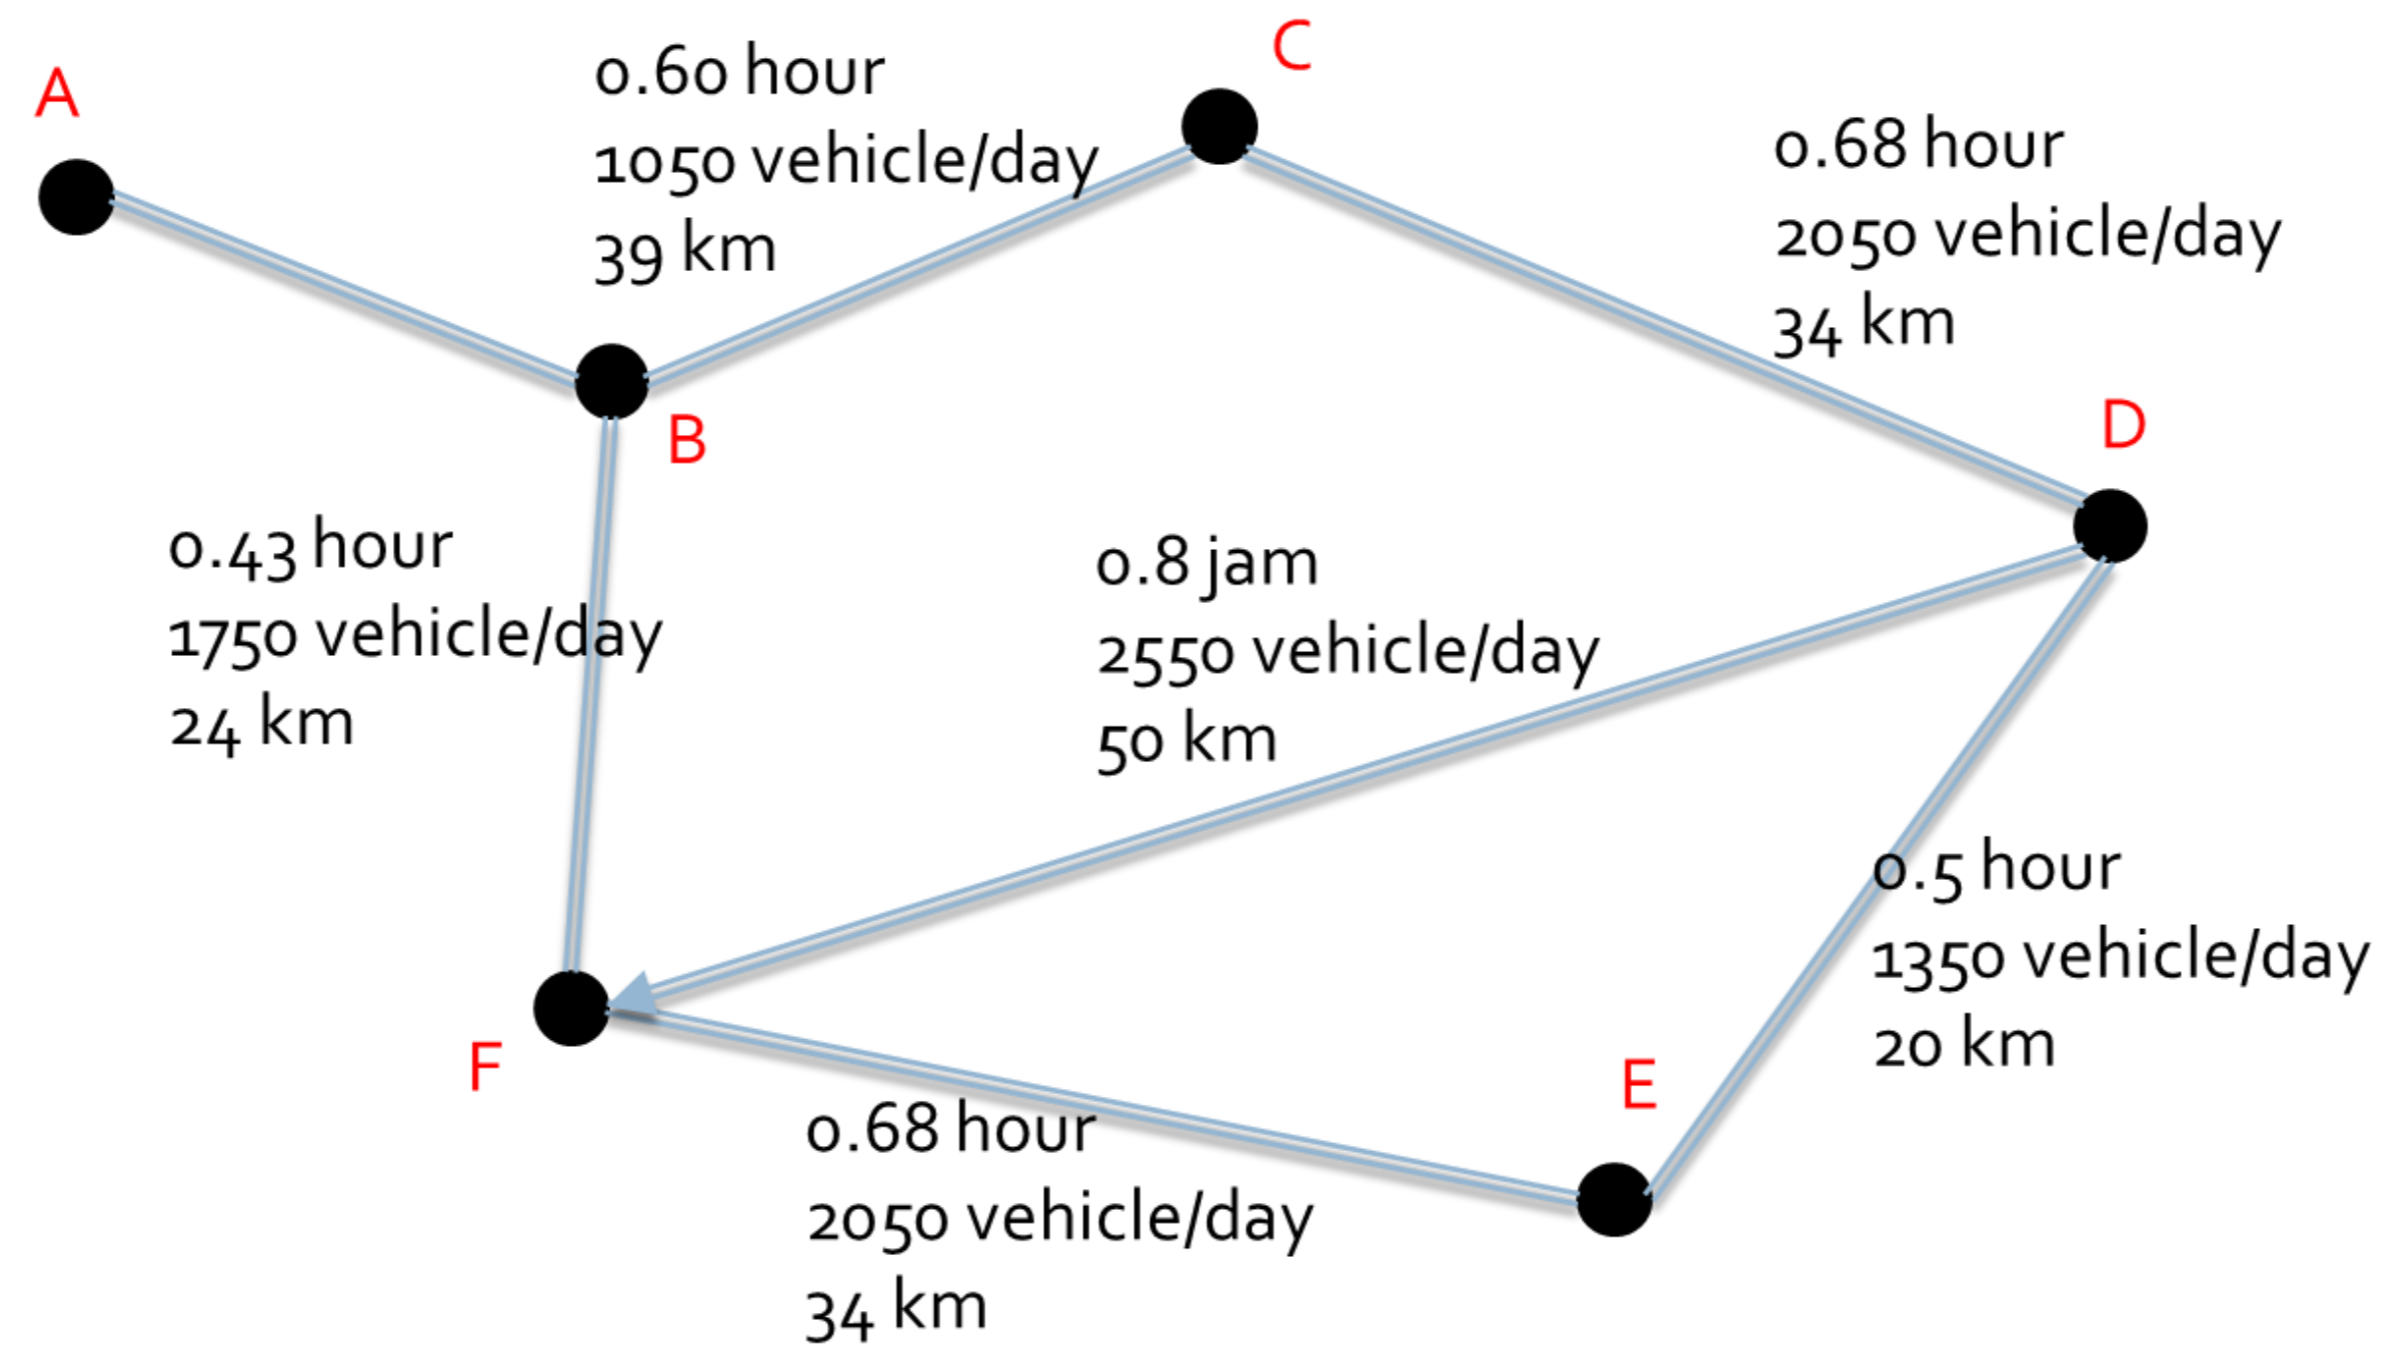 A
0.60 hour
1050 vehicle/day
39 km
C
0.68 hour
2050 vehicle/day
34 km
B
D
0.43 hour
1750 vehicle/day
24 km
0.8 jam
2550 vehicle/day
50 km
0.5 hour
1350 vehicle/day
20 km
F
E
0.68 hour
2050 vehicle/day
34 km